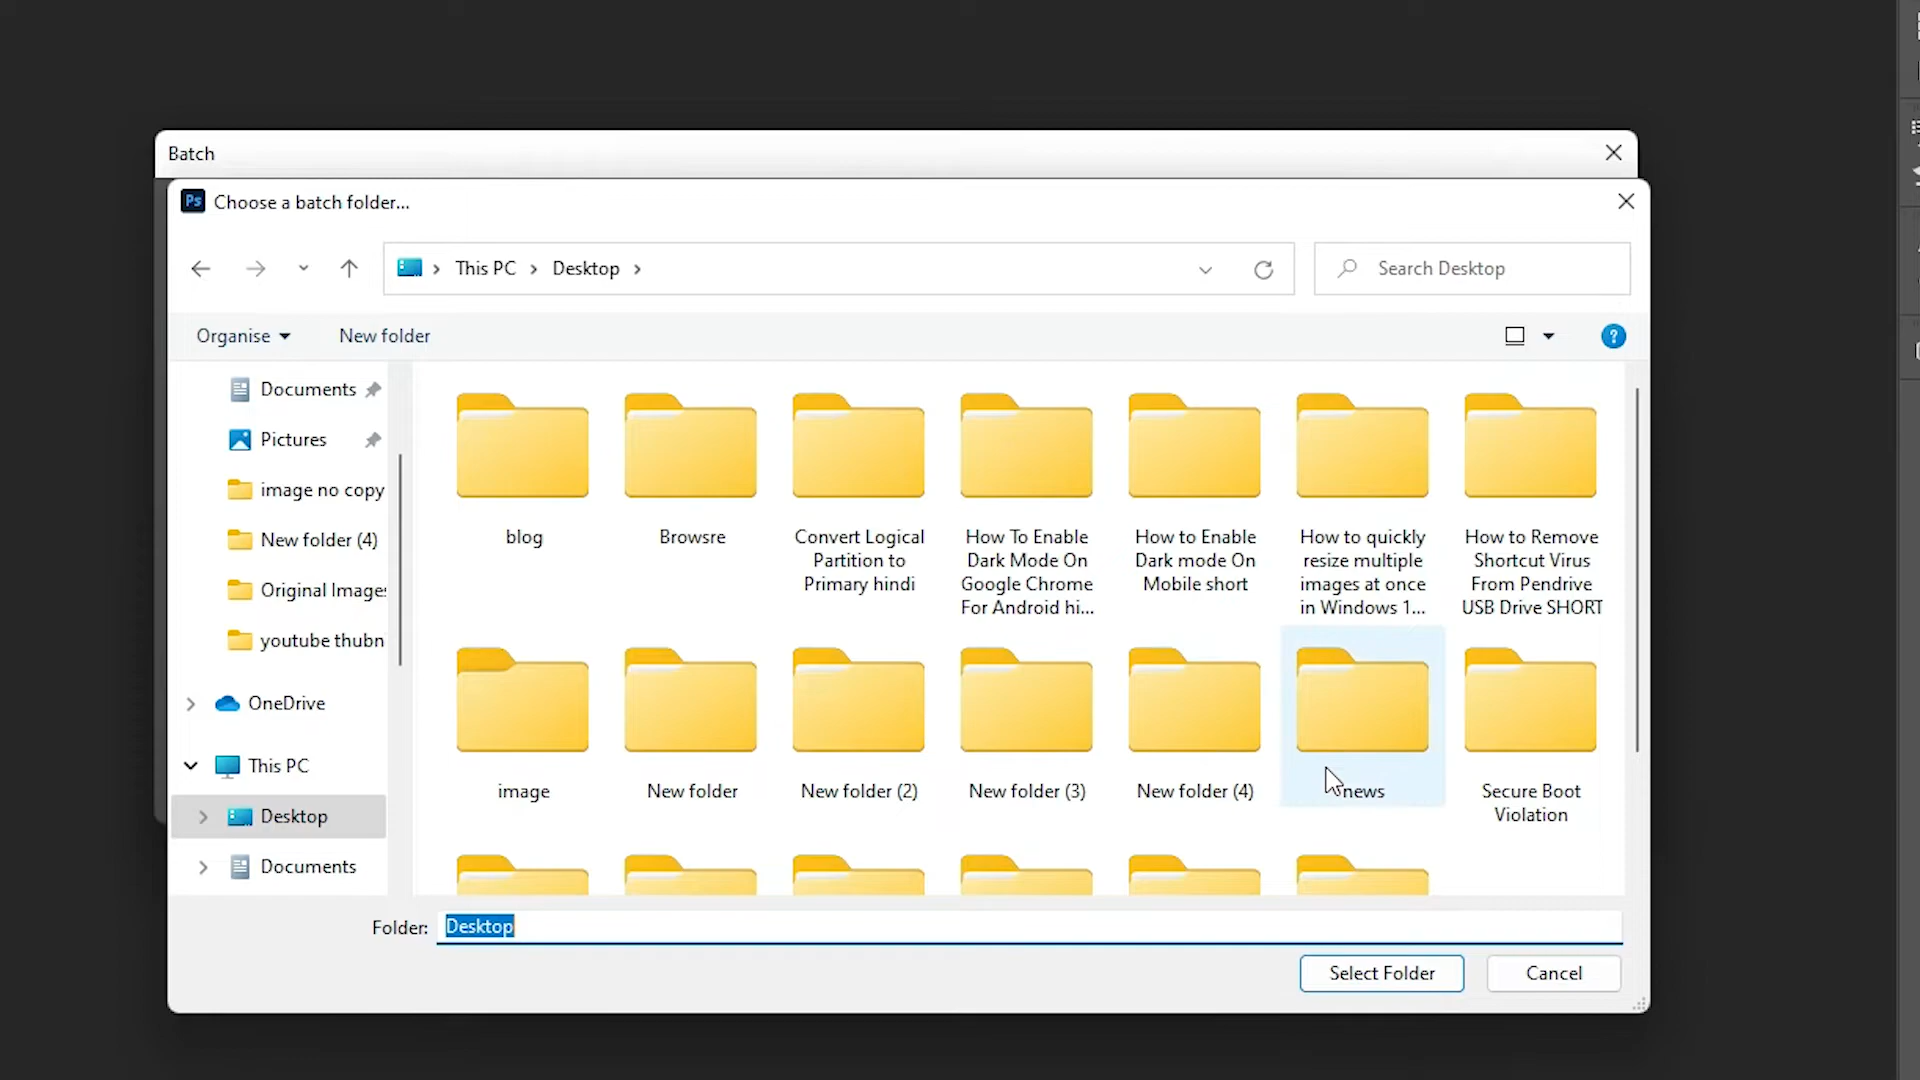 Batch
Ps Choose a batch folder...
This PC Desktop
Search Desktop
Organise
New folder
?
Documents
Pictures
image no copy
New folder (4)
Original Images
youtube thubn
OneDrive
This PC
Desktop
Documents
blog
Browsre
Convert Logical
Partition to
Primary hindi
How To Enable
Dark Mode On
Google Chrome
For Android hi...
How to Enable
Dark mode On
Mobile short
How to quickly
resize multiple
images at once
in Windows 1...
How to Remove
Shortcut Virus
From Pendrive
USB Drive SHORT
image
New folder
New folder (2)
New folder (3)
New folder (4)
news
Secure Boot
Violation
Folder: Desktop
Select Folder
Cancel